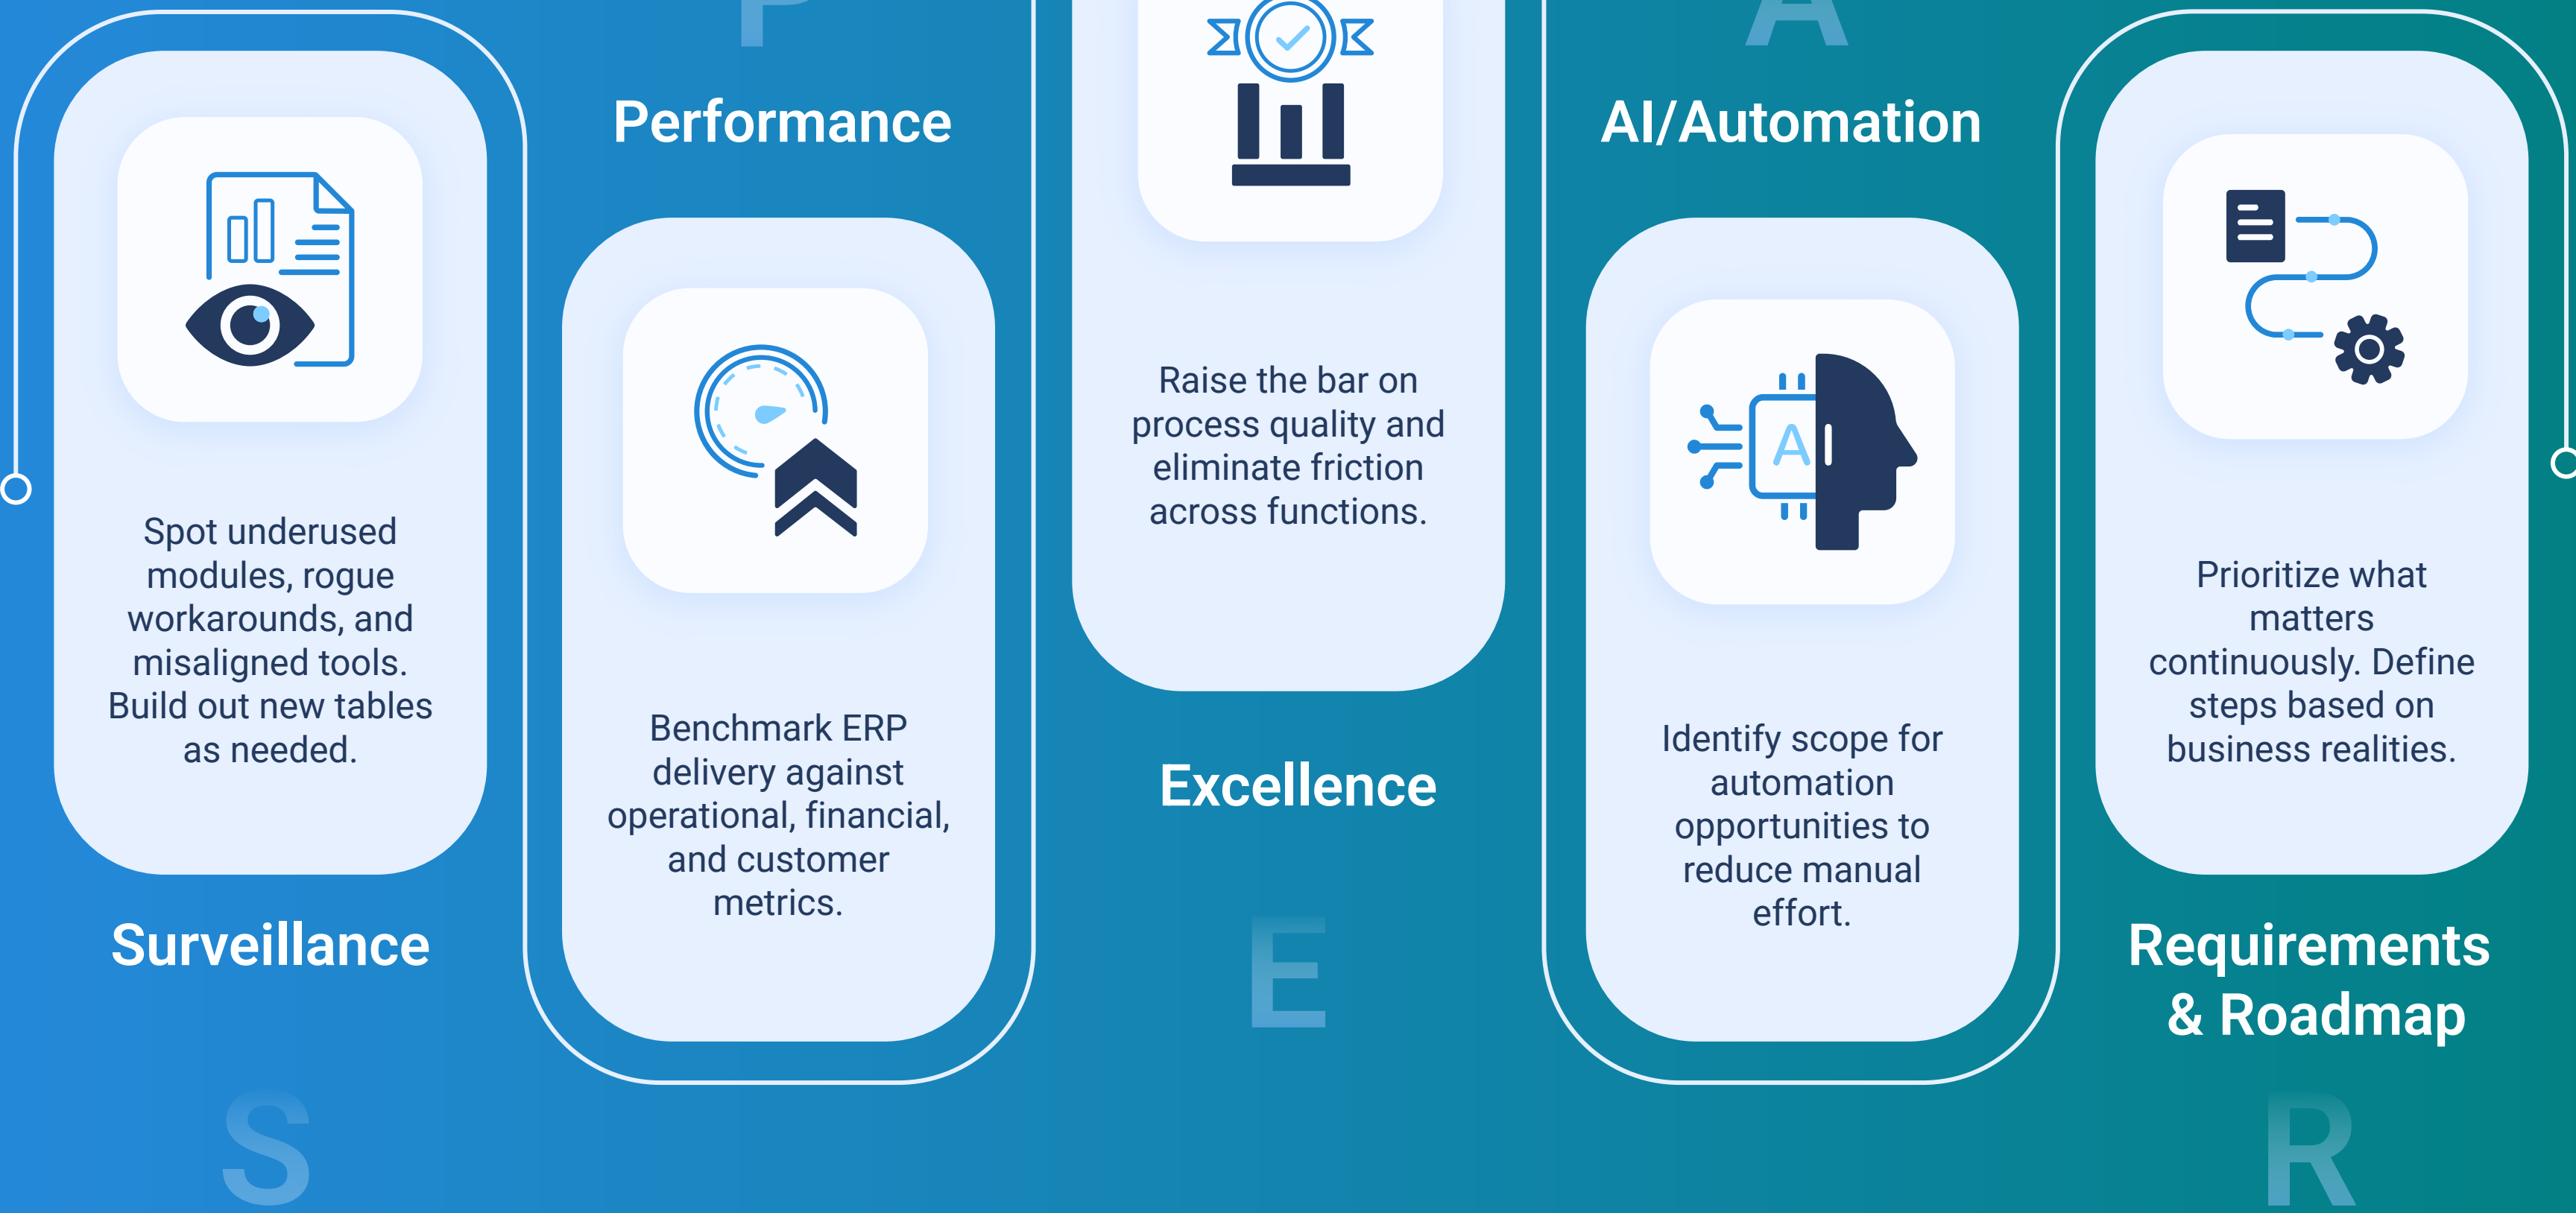 Spot underused
modules, rogue
workarounds, and
misaligned tools.
Build out new tables
as needed.
Surveillance
S
P
Performance
Benchmark ERP
delivery against
operational, financial,
and customer
metrics.
Raise the bar on
process quality and
eliminate friction
across functions.
Excellence
E
A
AI/Automation
AI
Identify scope for
automation
opportunities to
reduce manual
effort.
Prioritize what
matters
continuously. Define
steps based on
business realities.
Requirements
& Roadmap
R